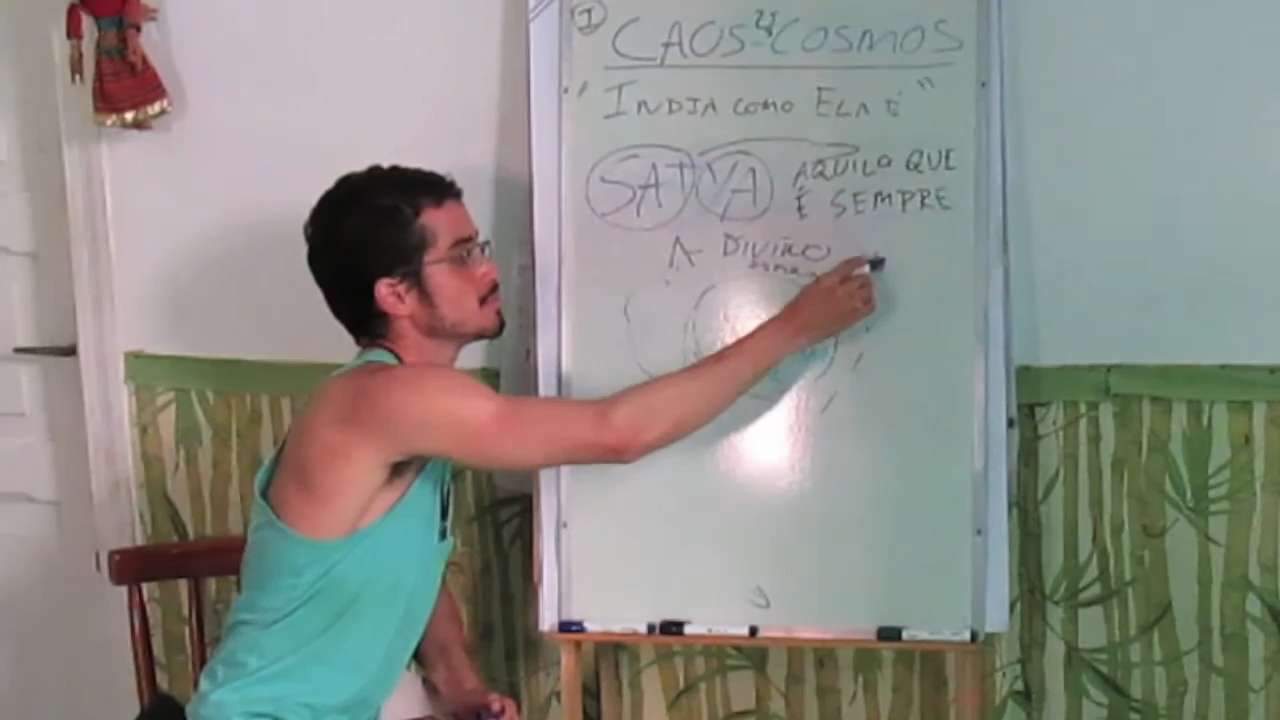 I
CAOS COSMOS
"INDIA COMO ELA É"
SATYA AQUILO QUE
É SEMPRE
A DIVINO